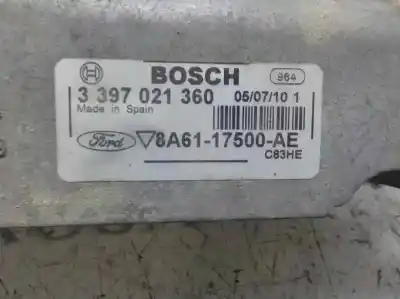 BOSCH
964
3 397 021 360
05/07/10 1
Made in Spain
Ford
8A61-17500-AE
C83HE